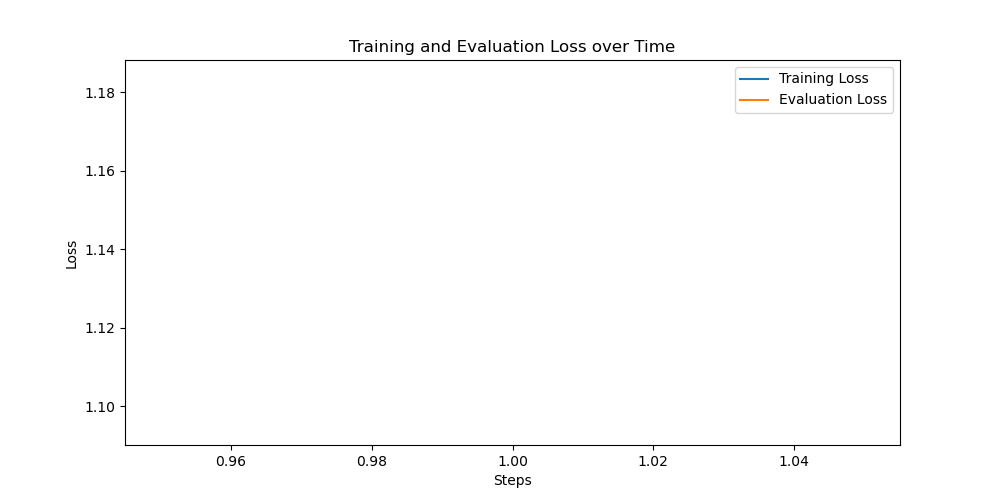 Training and Evaluation Loss over Time
Training Loss
Evaluation Loss
1.18
1.16
1.14
1.12
1.10
Loss
0.96 0.98 1.00 1.02 1.04
Steps